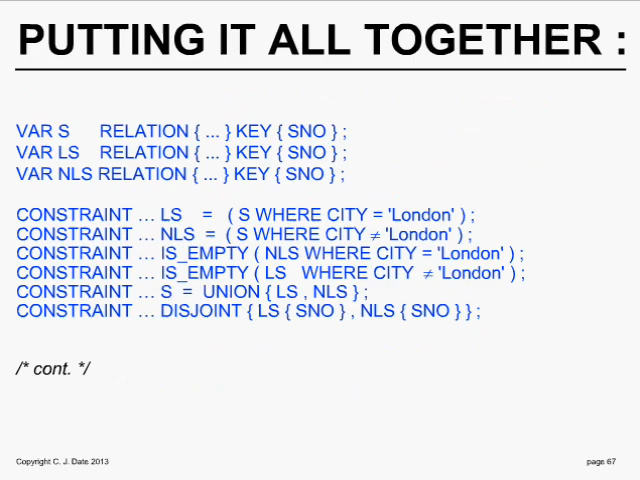 PUTTING IT ALL TOGETHER :
VAR S RELATION { ... } KEY { SNO } ;
VAR LS RELATION { ... } KEY { SNO } ;
VAR NLS RELATION { ... } KEY { SNO } ;
CONSTRAINT ... LS = ( S WHERE CITY = 'London' ) ;
CONSTRAINT ... NLS = ( S WHERE CITY ≠ 'London' ) ;
CONSTRAINT ... IS_EMPTY ( NLS WHERE CITY = 'London' ) ;
CONSTRAINT ... IS_EMPTY ( LS WHERE CITY ≠ 'London' ) ;
CONSTRAINT ... S = UNION { LS , NLS } ;
CONSTRAINT ... DISJOINT { LS { SNO } , NLS { SNO } } ;
/* cont. */
Copyright C. J. Date 2013
page 67